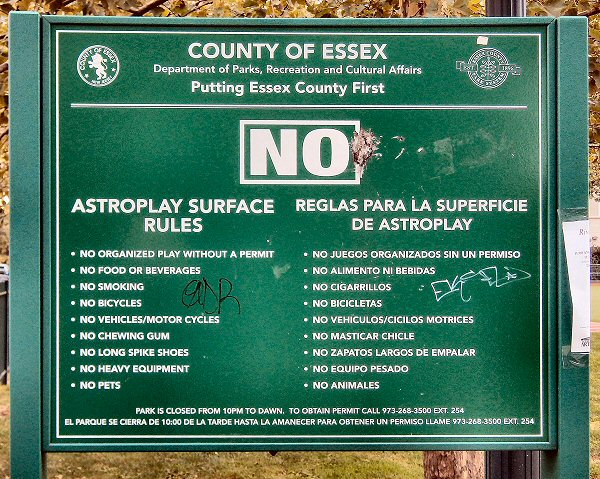 COUNTY OF ESSEX
Department of Parks, Recreation and Cultural Affairs
Putting Essex County First
NO
ASTROPLAY SURFACE
RULES
• NO ORGANIZED PLAY WITHOUT A PERMIT
• NO FOOD OR BEVERAGES
• NO SMOKING
• NO BICYCLES
• NO VEHICLES/MOTOR CYCLES
• NO CHEWING GUM
• NO LONG SPIKE SHOES
• NO HEAVY EQUIPMENT
• NO PETS
REGLAS PARA LA SUPERFICIE
DE ASTROPLAY
• NO JUEGOS ORGANIZADOS SIN UN PERMISO
• NO ALIMENTO NI BEBIDAS
• NO CIGARRILLOS
• NO BICICLETAS
• NO VEHICULOS/CICILOS MOTRICES
• NO MASTICAR CHICLE
• NO ZAPATOS LARGOS DE EMPALAR
• NO EQUIPO PESADO
• NO ANIMALES
PARK IS CLOSED FROM 10PM TO DAWN. TO OBTAIN PERMIT CALL 973-268-3500 EXT. 254
EL PARQUE SE CIERRA DE 10:00 DE LA TARDE HASTA LA AMANECER PARA OBTENER UN PERMISO LLAME 973-268-3500 EXT. 254